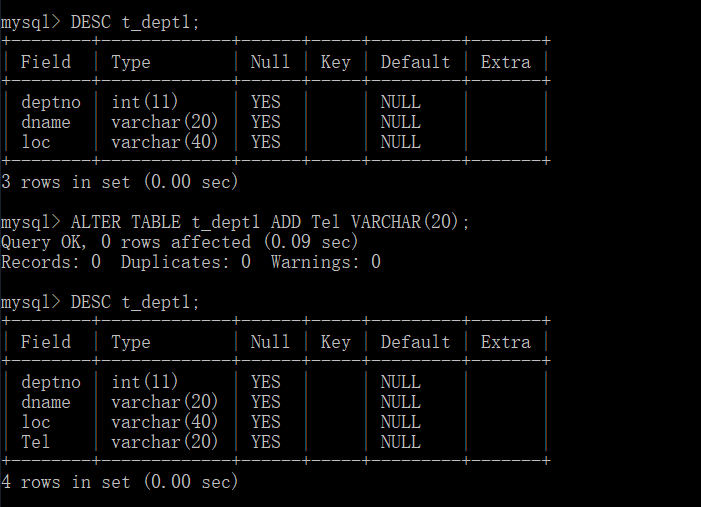 mysql> DESC t_dept1;
+--------+-------------+------+-----+---------+-------+
| Field  | Type        | Null | Key | Default | Extra |
+--------+-------------+------+-----+---------+-------+
| deptno | int(11)     | YES  |     | NULL    |       |
| dname  | varchar(20) | YES  |     | NULL    |       |
| loc    | varchar(40) | YES  |     | NULL    |       |
+--------+-------------+------+-----+---------+-------+
3 rows in set (0.00 sec)
mysql> ALTER TABLE t_dept1 ADD Tel VARCHAR(20);
Query OK, 0 rows affected (0.09 sec)
Records: 0  Duplicates: 0  Warnings: 0
mysql> DESC t_dept1;
+--------+-------------+------+-----+---------+-------+
| Field  | Type        | Null | Key | Default | Extra |
+--------+-------------+------+-----+---------+-------+
| deptno | int(11)     | YES  |     | NULL    |       |
| dname  | varchar(20) | YES  |     | NULL    |       |
| loc    | varchar(40) | YES  |     | NULL    |       |
| Tel    | varchar(20) | YES  |     | NULL    |       |
+--------+-------------+------+-----+---------+-------+
4 rows in set (0.00 sec)